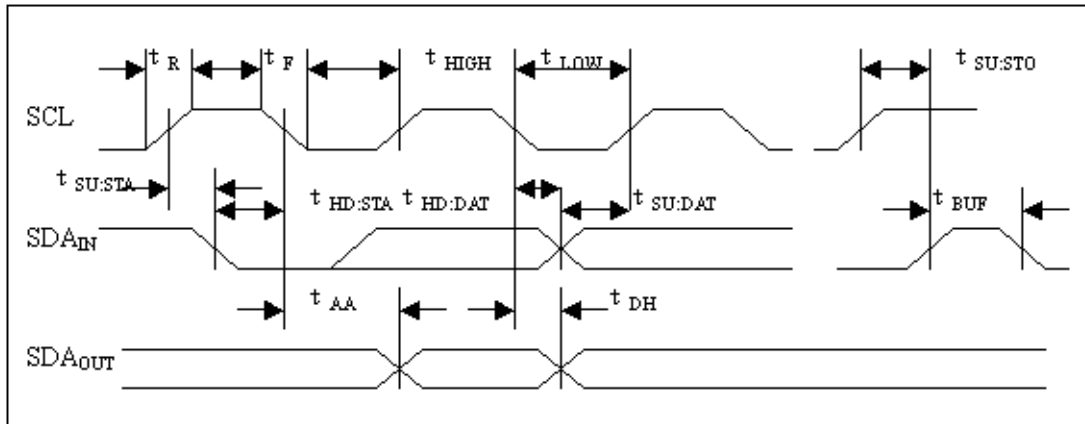 t R t F t HIGH t LOW t SU:STO
SCL
t SU:STA t HD:STA t HD:DAT t SU:DAT t BUF
SDAIN
t AA t DH
SDAOUT